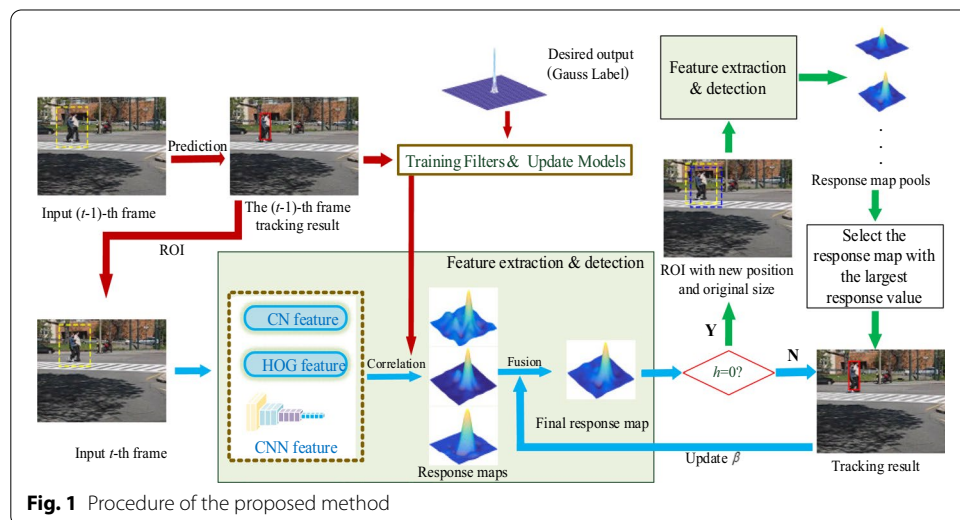 Desired output
(Gauss Label)
Feature extraction
& detection
Prediction
Training Filters & Update Models
Input (t-1)-th frame
The (t-1)-th frame
tracking result
Response map pools
ROI
Feature extraction & detection
ROI with new position
and original size
Select the
response map with
the largest
response value
CN feature
HOG feature
CNN feature
Correlation
Fusion
Y
N
h=0?
Final response map
Input t-th frame
Response maps
Update β
Tracking result
Fig. 1 Procedure of the proposed method